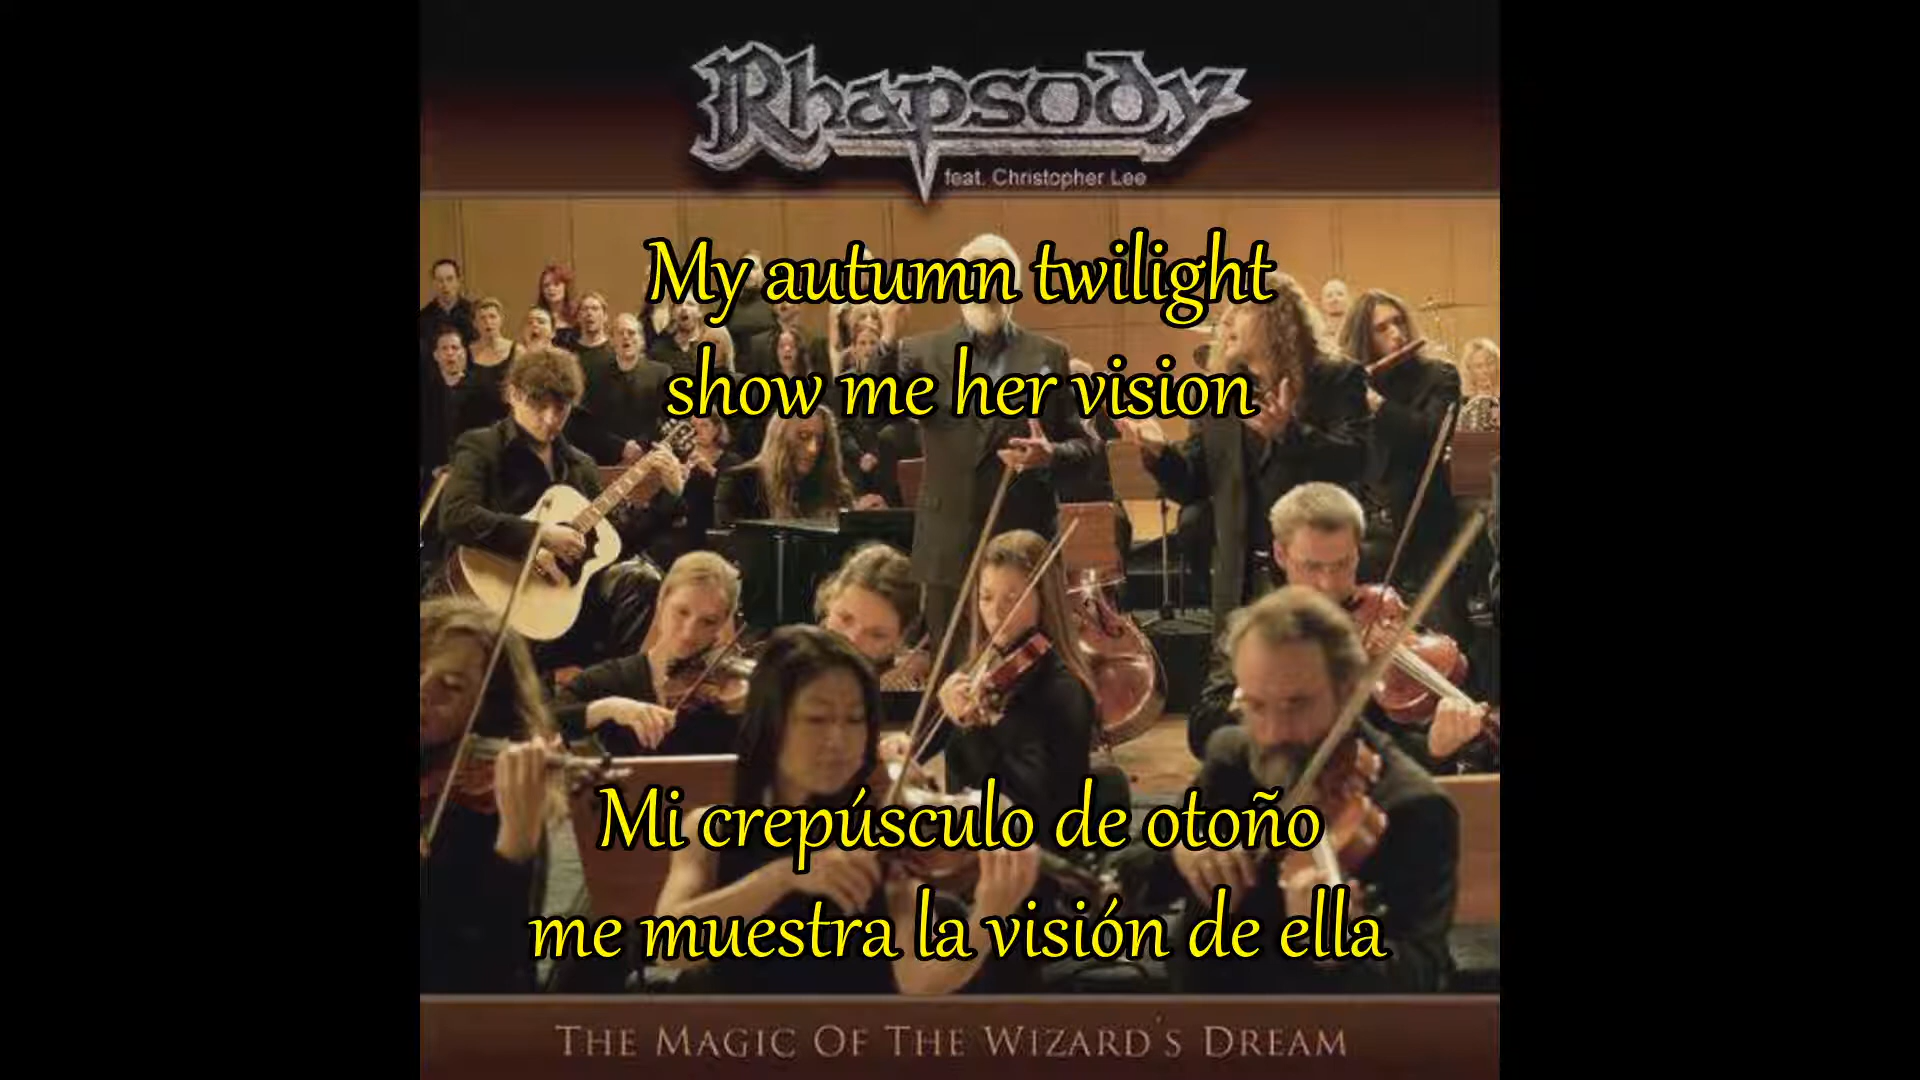 Rhapsody
feat. Christopher Lee
My autumn twilight
show me her vision
Mi crepúsculo de otoño
me muestra la visión de ella
THE MAGIC OF THE WIZARD'S DREAM